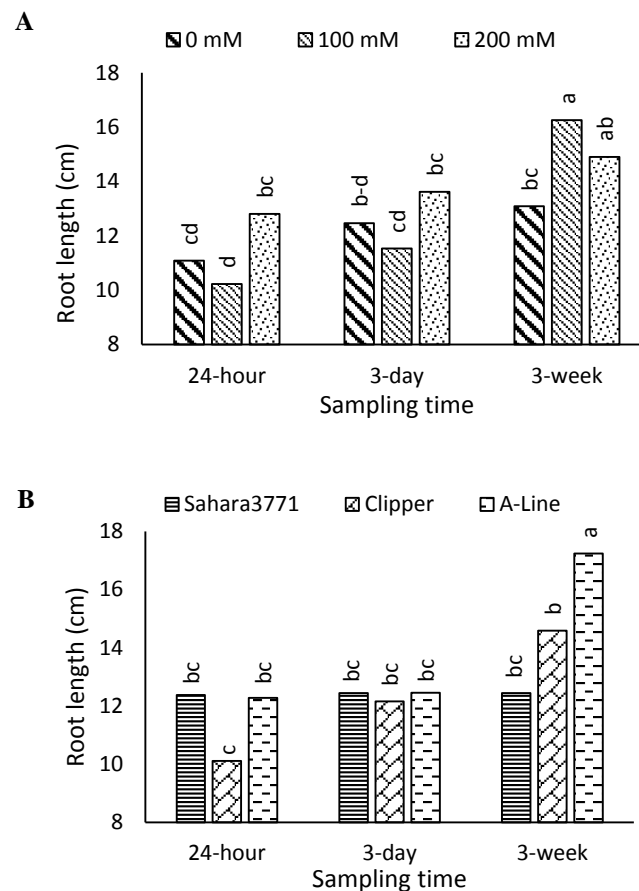 A
0 mM 100 mM 200 mM
Root length (cm)
18
16
14
12
10
8
cd d bc b-d cd bc bc a ab
24-hour 3-day 3-week
Sampling time
B
Sahara3771 Clipper A-Line
Root length (cm)
18
16
14
12
10
8
bc c bc bc bc bc bc b a
24-hour 3-day 3-week
Sampling time